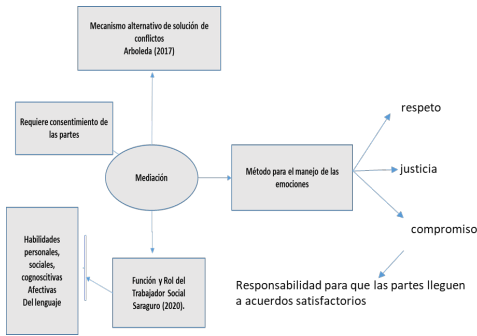 Mecanismo alternativo de solución de
conflictos
Arboleda (2017)
Requiere consentimiento de
las partes
Mediación
Método para el manejo de las
emociones
respeto
justicia
compromiso
Responsabilidad para que las partes lleguen
a acuerdos satisfactorios
Habilidades
personales,
sociales,
cognoscitivas
Afectivas
Del lenguaje
Función y Rol del
Trabajador Social
Saraguro (2020).